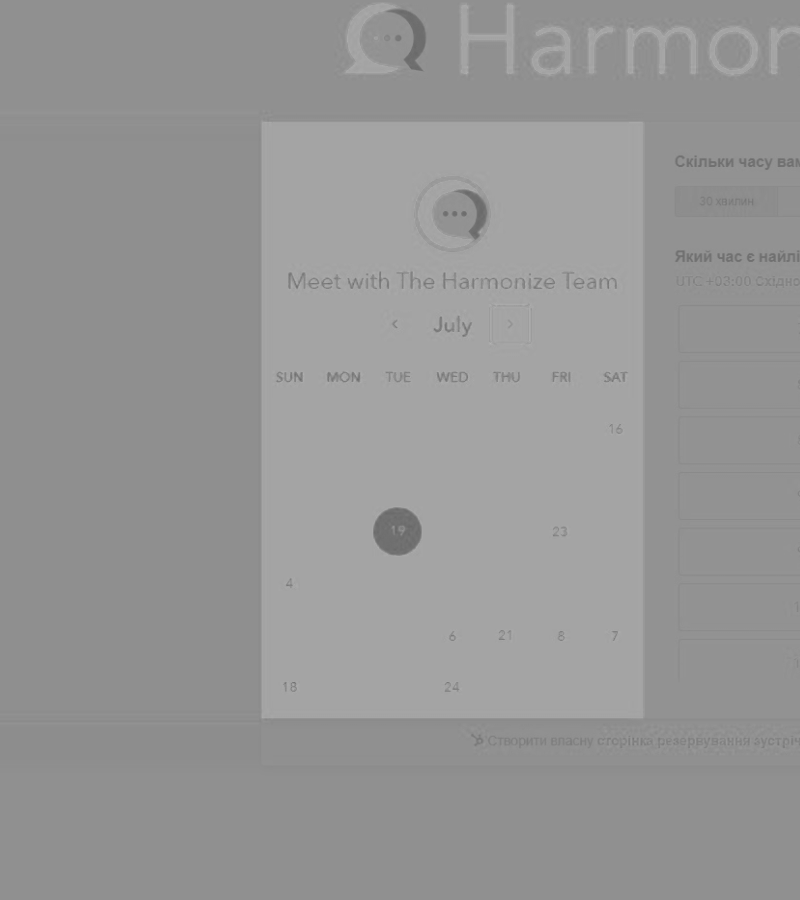 Harmon
Meet with The Harmonize Team
< July >
SUN MON TUE WED THU FRI SAT
16
19 23
4
6 21 8 7
18 24
Скільки часу вам
30 хвилин
Який час є найлі
UTC +03:00 Східно
Створити власну сторінка резервування зустріч